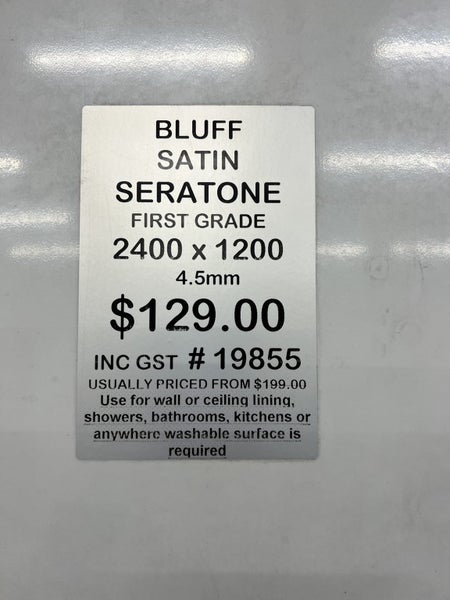 BLUFF
SATIN
SERATONE
FIRST GRADE
2400 x 1200
4.5mm
$129.00
INC GST # 19855
USUALLY PRICED FROM $199.00
Use for wall or ceiling lining,
showers, bathrooms, kitchens or
anywhere washable surface is
required